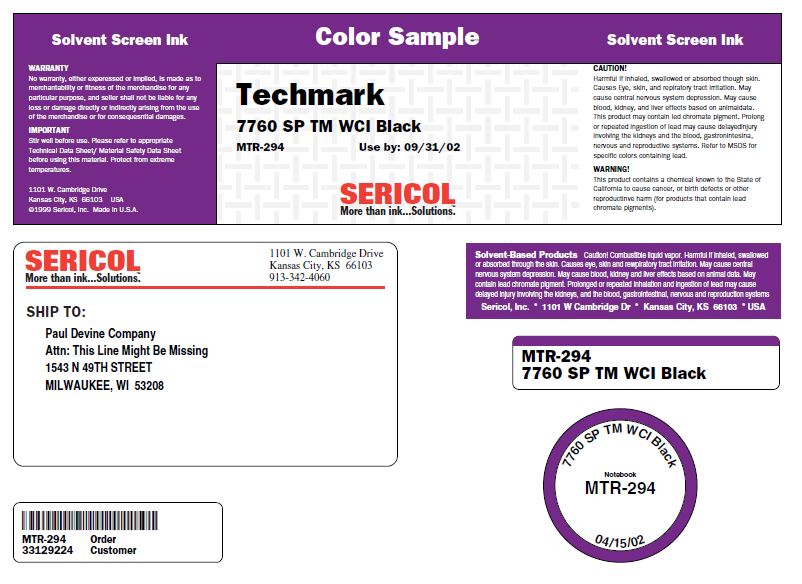 Solvent Screen Ink
WARRANTY
No warranty, either expressed or implied, is made as to
merchantability or fitness of the merchandise for any
particular purpose, and seller shall not be liable for any
loss or damage directly or indirectly arising from the use
of the merchandise or for consequesntial damages.
IMPORTANT
Stir well before use. Please refer to appropriate
Technical Data Sheet/ Material Safety Data Sheet
before using this material. Protect from extreme
temperatures.
1101 W. Cambridge Drive
Kansas City, KS 66103 USA
©1999 Sericol, Inc. Made in U.S.A.
Color Sample
Techmark
7760 SP TM WCI Black
MTR-294 Use by: 09/31/02
SERICOL
More than ink...Solutions.™
Solvent Screen Ink
CAUTION!
Harmful if inhaled, swallowed or absorbed though skin.
Causes Eye, skin, and repiratory tract irritation. May
cause central nervous system depression. May cause
blood, kidney, and liver effects based on animaldata.
This product may contain led chromate pigment. Prolong
or repeated ingestion of lead may cause delayedinjury
involving the kidneys and the blood, gastrointesina,
nervous and reproductive systems. Refer to MSDS for
specific colors containing lead.
WARNING!
This product contains a chemical known to the State of
California to cause cancer, or birth defects or other
reproductinve harm (for products that contain lead
chromate pigments).
SERICOL
More than ink...Solutions.™
1101 W. Cambridge Drive
Kansas City, KS 66103
913-342-4060
SHIP TO:
Paul Devine Company
Attn: This Line Might Be Missing
1543 N 49TH STREET
MILWAUKEE, WI 53208
Solvent-Based Products Caution! Combustible liquid vapor. Harmful if inhaled, swallowed
or absorbed through the skin. Causes eye, skin and rewpiratory tract irritation. May cause central
nervous system depression. May cause blood, kidney and liver effects based on animal data. May
contain lead chromate pigment. Prolonged or repeated inhalation and ingestion of lead may cause
delayed injury involving the kidneys, and the blood, gastrointestinal, nervous and reproduction systems
Sericol, Inc. * 1101 W Cambridge Dr * Kansas City, KS 66103 * USA
MTR-294
7760 SP TM WCI Black
7760 SP TM WCI Black
Notebook
MTR-294
04/15/02
MTR-294 Order
33129224 Customer